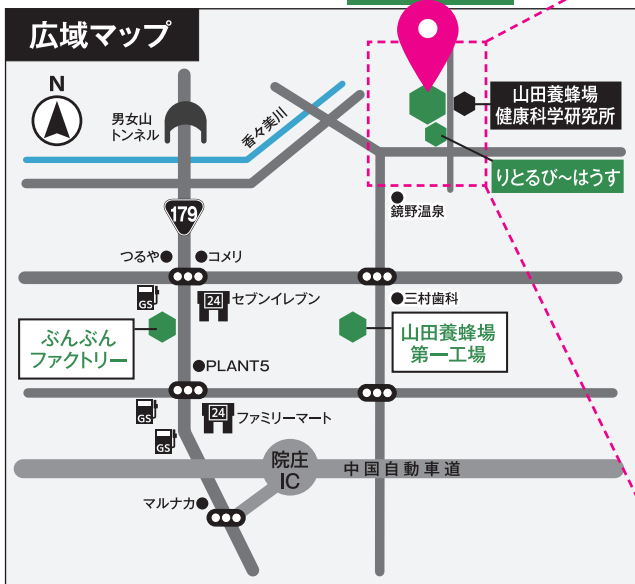 広域マップ
N
男女山
トンネル
香々美川
山田養蜂場
健康科学研究所
りとるび〜はうす
179
鏡野温泉
つるや
コメリ
GS
24
セブンイレブン
三村歯科
ぶんぶん
ファクトリー
山田養蜂場
第一工場
PLANT5
GS
24
ファミリーマート
GS
院庄
IC
中国自動車道
マルナカ